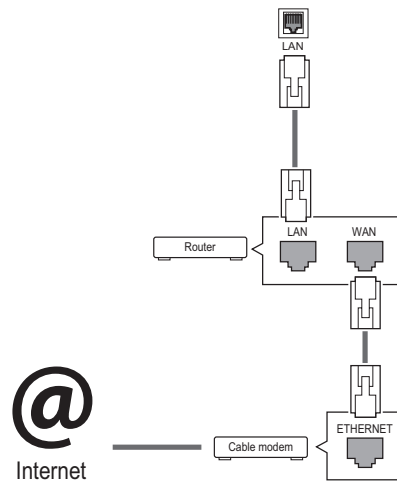 LAN
LAN
WAN
Router
ETHERNET
@
Internet
Cable modem